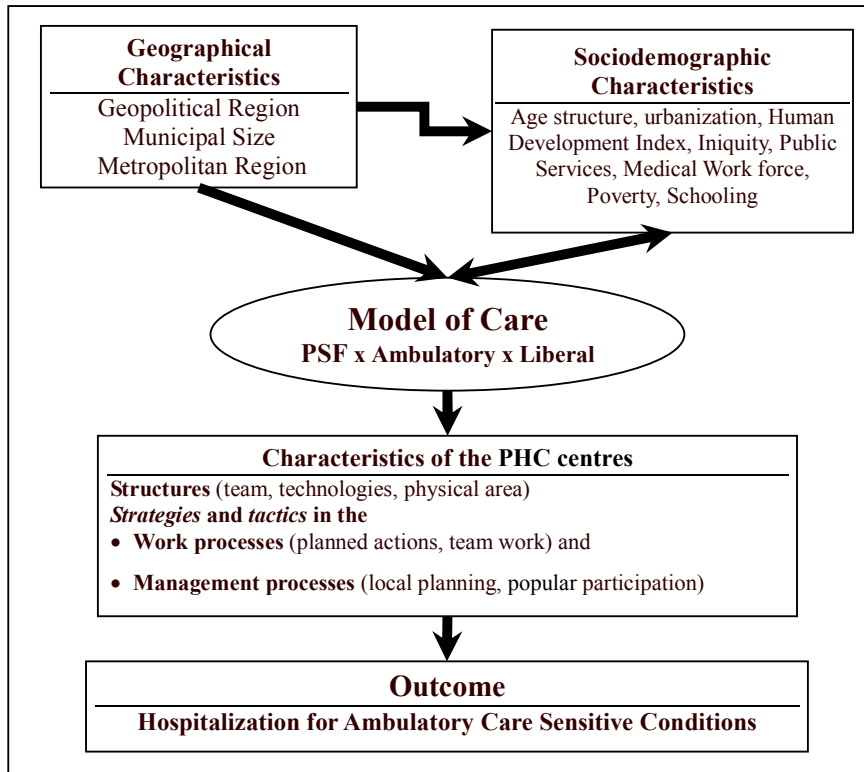 Geographical
Characteristics
Geopolitical Region
Municipal Size
Metropolitan Region
Sociodemographic
Characteristics
Age structure, urbanization, Human
Development Index, Iniquity, Public
Services, Medical Work force,
Poverty, Schooling
Model of Care
PSF x Ambulatory x Liberal
Characteristics of the PHC centres
Structures (team, technologies, physical area)
Strategies and tactics in the
• Work processes (planned actions, team work) and
• Management processes (local planning, popular participation)
Outcome
Hospitalization for Ambulatory Care Sensitive Conditions